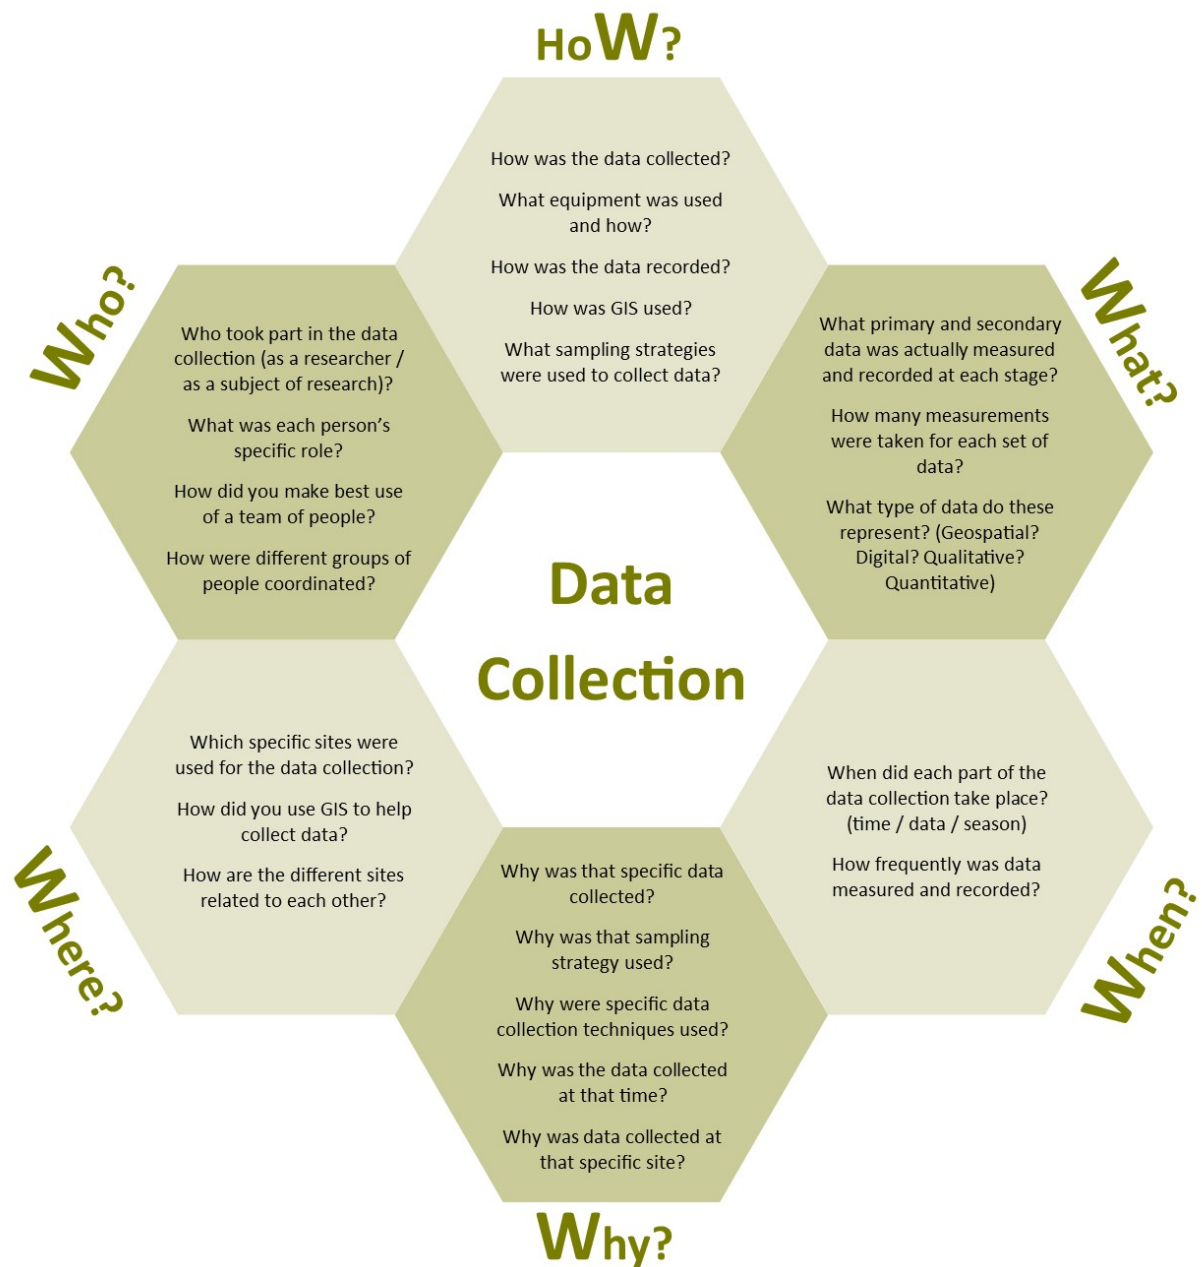 HoW?
How was the data collected?
What equipment was used
and how?
How was the data recorded?
How was GIS used?
What sampling strategies
were used to collect data?
Who?
Who took part in the data
collection (as a researcher /
as a subject of research)?
What was each person's
specific role?
How did you make best use
of a team of people?
How were different groups of
people coordinated?
What?
What primary and secondary
data was actually measured
and recorded at each stage?
How many measurements
were taken for each set of
data?
What type of data do these
represent? (Geospatial?
Digital? Qualitative?
Quantitative)
Data
Collection
Where?
Which specific sites were
used for the data collection?
How did you use GIS to help
collect data?
How are the different sites
related to each other?
When?
When did each part of the
data collection take place?
(time / data / season)
How frequently was data
measured and recorded?
Why was that specific data
collected?
Why was that sampling
strategy used?
Why were specific data
collection techniques used?
Why was the data collected
at that time?
Why was data collected at
that specific site?
Why?